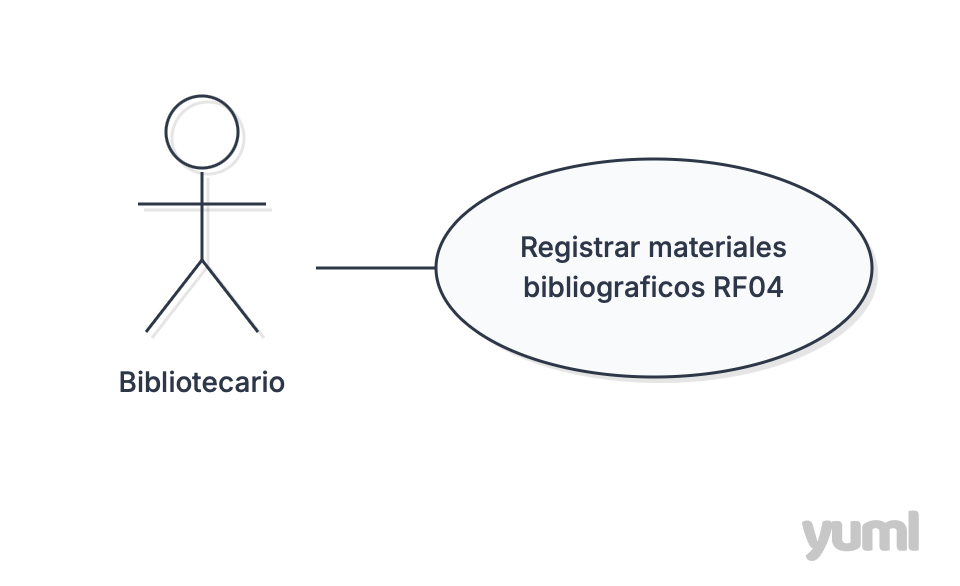 Registrar materiales
bibliograficos RF04
Bibliotecario
yuml